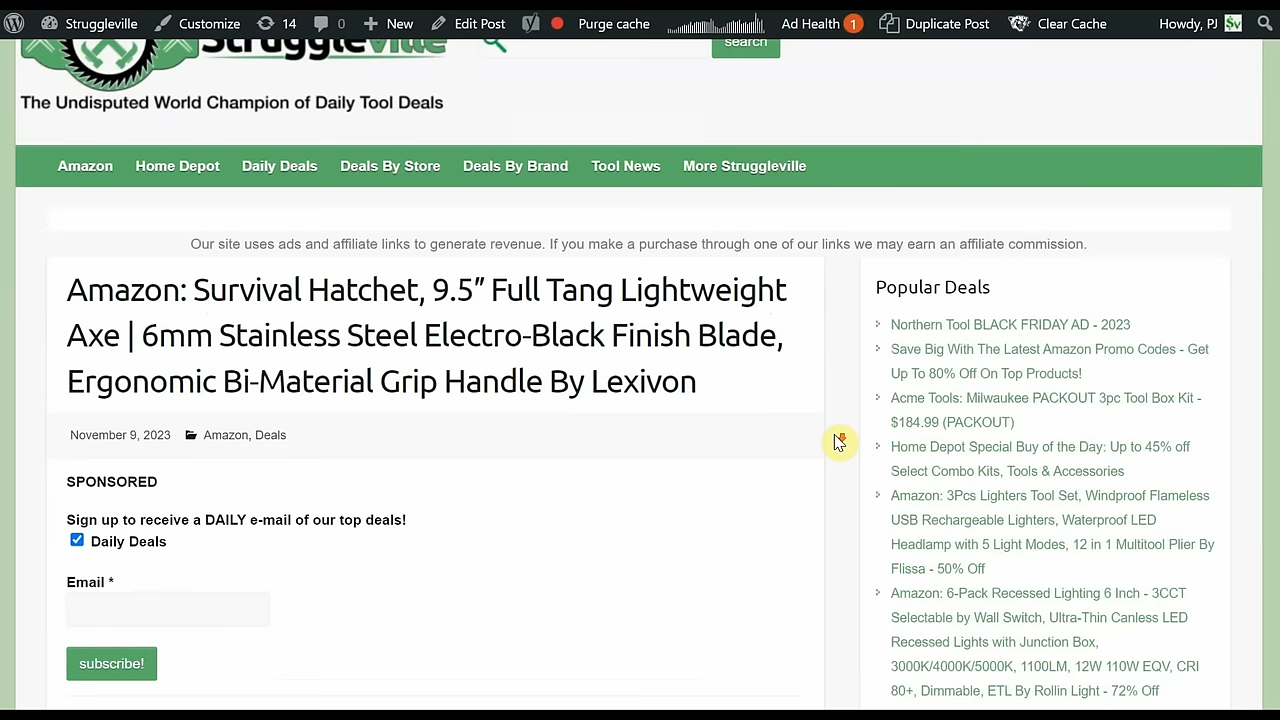 Struggleville Customize 14 0 New Edit Post Purge cache Ad Health 1 Duplicate Post Clear Cache Howdy, PJ
Struggleville
search
The Undisputed World Champion of Daily Tool Deals
Amazon Home Depot Daily Deals Deals By Store Deals By Brand Tool News More Struggleville
Our site uses ads and affiliate links to generate revenue. If you make a purchase through one of our links we may earn an affiliate commission.
Amazon: Survival Hatchet, 9.5” Full Tang Lightweight
Axe | 6mm Stainless Steel Electro-Black Finish Blade,
Ergonomic Bi-Material Grip Handle By Lexivon
November 9, 2023 Amazon, Deals
SPONSORED
Sign up to receive a DAILY e-mail of our top deals!
Daily Deals
Email *
subscribe!
Popular Deals
Northern Tool BLACK FRIDAY AD - 2023
Save Big With The Latest Amazon Promo Codes - Get
Up To 80% Off On Top Products!
Acme Tools: Milwaukee PACKOUT 3pc Tool Box Kit -
$184.99 (PACKOUT)
Home Depot Special Buy of the Day: Up to 45% off
Select Combo Kits, Tools & Accessories
Amazon: 3Pcs Lighters Tool Set, Windproof Flameless
USB Rechargeable Lighters, Waterproof LED
Headlamp with 5 Light Modes, 12 in 1 Multitool Plier By
Flissa - 50% Off
Amazon: 6-Pack Recessed Lighting 6 Inch - 3CCT
Selectable by Wall Switch, Ultra-Thin Canless LED
Recessed Lights with Junction Box,
3000K/4000K/5000K, 1100LM, 12W 110W EQV, CRI
80+, Dimmable, ETL By Rollin Light - 72% Off